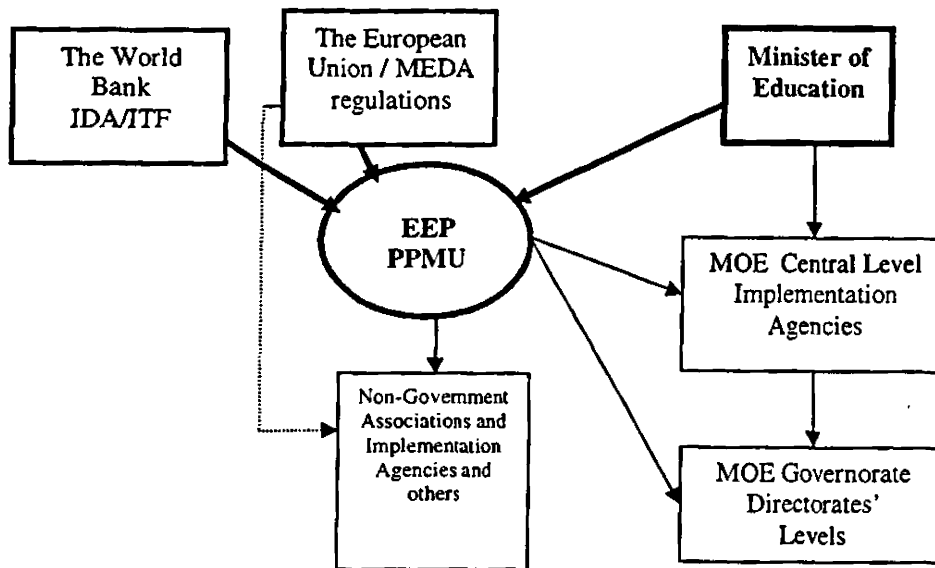 The World
Bank
IDA/ITF
The European
Union / MEDA
regulations
Minister of
Education
EEP
PPMU
MOE Central Level
Implementation
Agencies
Non-Government
Associations and
Implementation
Agencies and
others
MOE Governorate
Directorates'
Levels